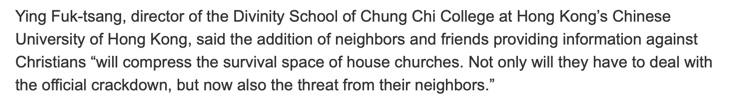 Ying Fuk-tsang, director of the Divinity School of Chung Chi College at Hong Kong’s Chinese
University of Hong Kong, said the addition of neighbors and friends providing information against
Christians “will compress the survival space of house churches. Not only will they have to deal with
the official crackdown, but now also the threat from their neighbors.”